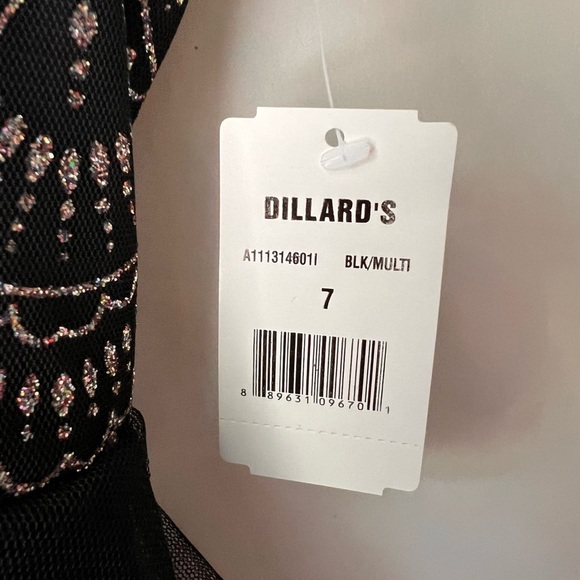 DILLARD'S
A111314601I BLK/MULTI
7
8 89631 09670 1